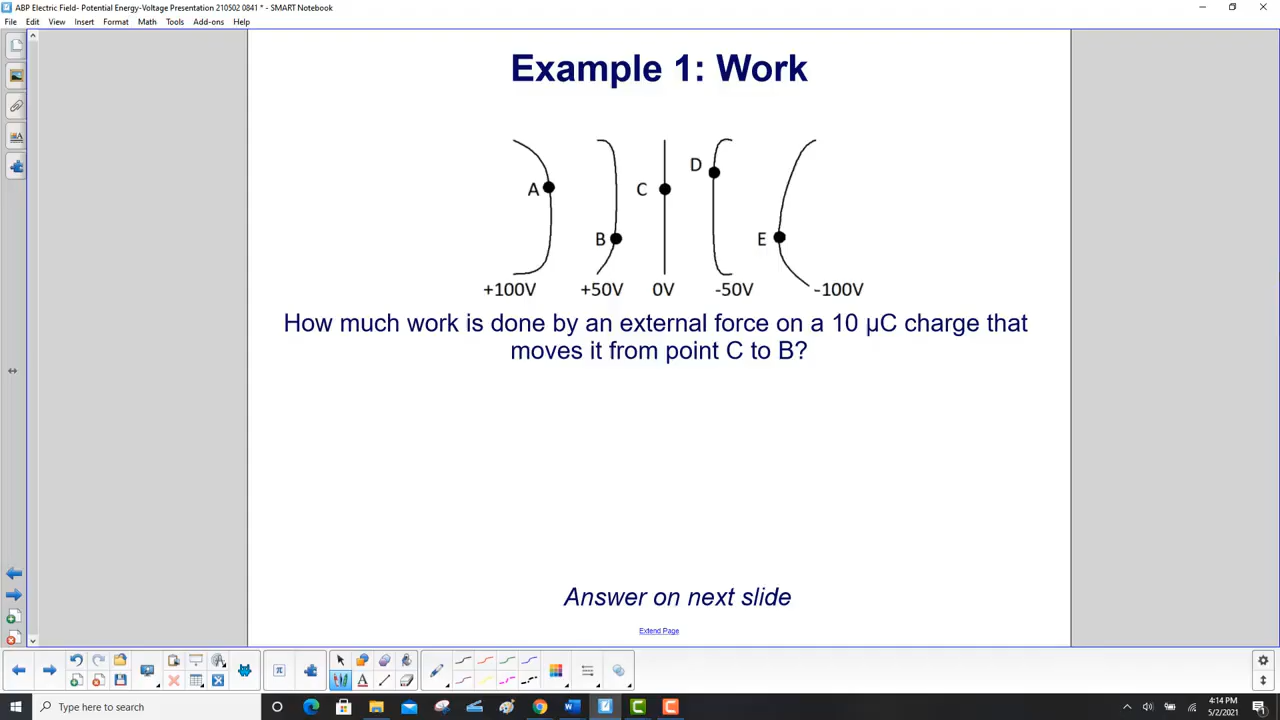 ABP Electric Field- Potential Energy-Voltage Presentation 210502 0841 * - SMART Notebook
File Edit View Insert Format Math Tools Add-ons Help
Example 1: Work
A B C D E
+100V +50V 0V -50V -100V
How much work is done by an external force on a 10 µC charge that
moves it from point C to B?
Answer on next slide
Extend Page
Type here to search
4:14 PM
5/2/2021